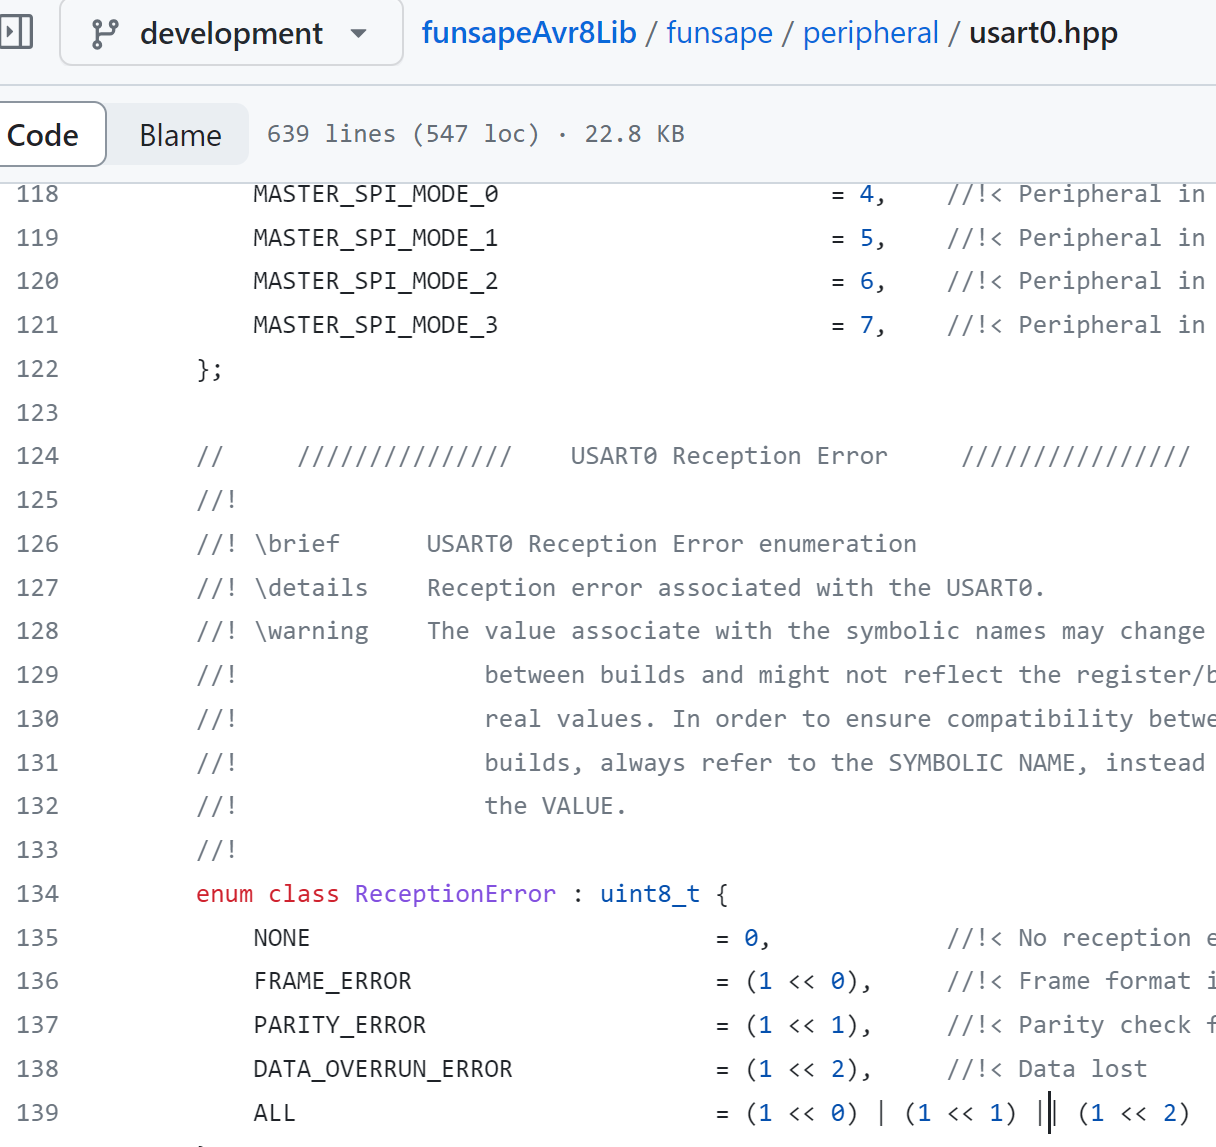 development funsapeAvr8Lib / funsape / peripheral / usart0.hpp
Code Blame 639 lines (547 loc) · 22.8 KB
118 MASTER_SPI_MODE_0 = 4, //!< Peripheral in
119 MASTER_SPI_MODE_1 = 5, //!< Peripheral in
120 MASTER_SPI_MODE_2 = 6, //!< Peripheral in
121 MASTER_SPI_MODE_3 = 7, //!< Peripheral in
122 };
123
124 // /////////////// USART0 Reception Error ////////////////
125 //!
126 //! \brief USART0 Reception Error enumeration
127 //! \details Reception error associated with the USART0.
128 //! \warning The value associate with the symbolic names may change
129 //! between builds and might not reflect the register/b
130 //! real values. In order to ensure compatibility betwe
131 //! builds, always refer to the SYMBOLIC NAME, instead
132 //! the VALUE.
133 //!
134 enum class ReceptionError : uint8_t {
135 NONE = 0, //!< No reception e
136 FRAME_ERROR = (1 << 0), //!< Frame format i
137 PARITY_ERROR = (1 << 1), //!< Parity check f
138 DATA_OVERRUN_ERROR = (1 << 2), //!< Data lost
139 ALL = (1 << 0) | (1 << 1) || (1 << 2)